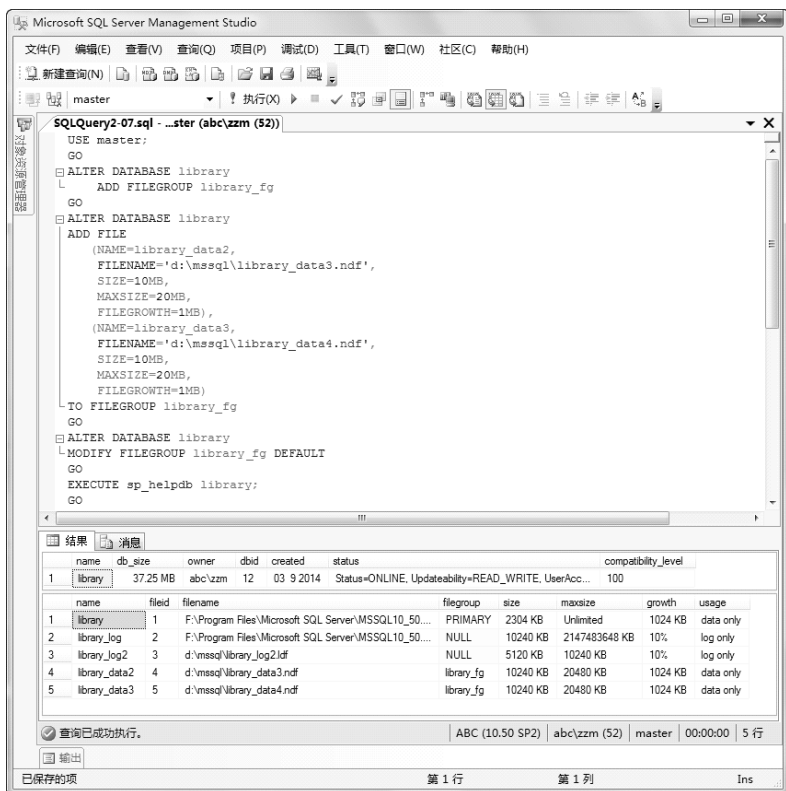 Microsoft SQL Server Management Studio
文件(F) 编辑(E) 查看(V) 查询(Q) 项目(P) 调试(D) 工具(T) 窗口(W) 社区(C) 帮助(H)
新建查询(N)
master 执行(X)
对象资源管理器
SQLQuery2-07.sql - ...ster (abc\zzm (52))
USE master;
GO
ALTER DATABASE library
ADD FILEGROUP library_fg
GO
ALTER DATABASE library
ADD FILE
(NAME=library_data2,
FILENAME='d:\mssql\library_data3.ndf',
SIZE=10MB,
MAXSIZE=20MB,
FILEGROWTH=1MB),
(NAME=library_data3,
FILENAME='d:\mssql\library_data4.ndf',
SIZE=10MB,
MAXSIZE=20MB,
FILEGROWTH=1MB)
TO FILEGROUP library_fg
GO
ALTER DATABASE library
MODIFY FILEGROUP library_fg DEFAULT
GO
EXECUTE sp_helpdb library;
GO
结果 消息
name db_size owner dbid created status compatibility_level
1 library 37.25 MB abc\zzm 12 03 9 2014 Status=ONLINE, Updateability=READ_WRITE, UserAcc... 100
name fileid filename filegroup size maxsize growth usage
1 library 1 F:\Program Files\Microsoft SQL Server\MSSQL10_50.... PRIMARY 2304 KB Unlimited 1024 KB data only
2 library_log 2 F:\Program Files\Microsoft SQL Server\MSSQL10_50.... NULL 10240 KB 2147483648 KB 10% log only
3 library_log2 3 d:\mssql\library_log2.ldf NULL 5120 KB 10240 KB 10% log only
4 library_data2 4 d:\mssql\library_data3.ndf library_fg 10240 KB 20480 KB 1024 KB data only
5 library_data3 5 d:\mssql\library_data4.ndf library_fg 10240 KB 20480 KB 1024 KB data only
查询已成功执行。 ABC (10.50 SP2) abc\zzm (52) master 00:00:00 5 行
输出
已保存的项 第 1 行 第 1 列 Ins